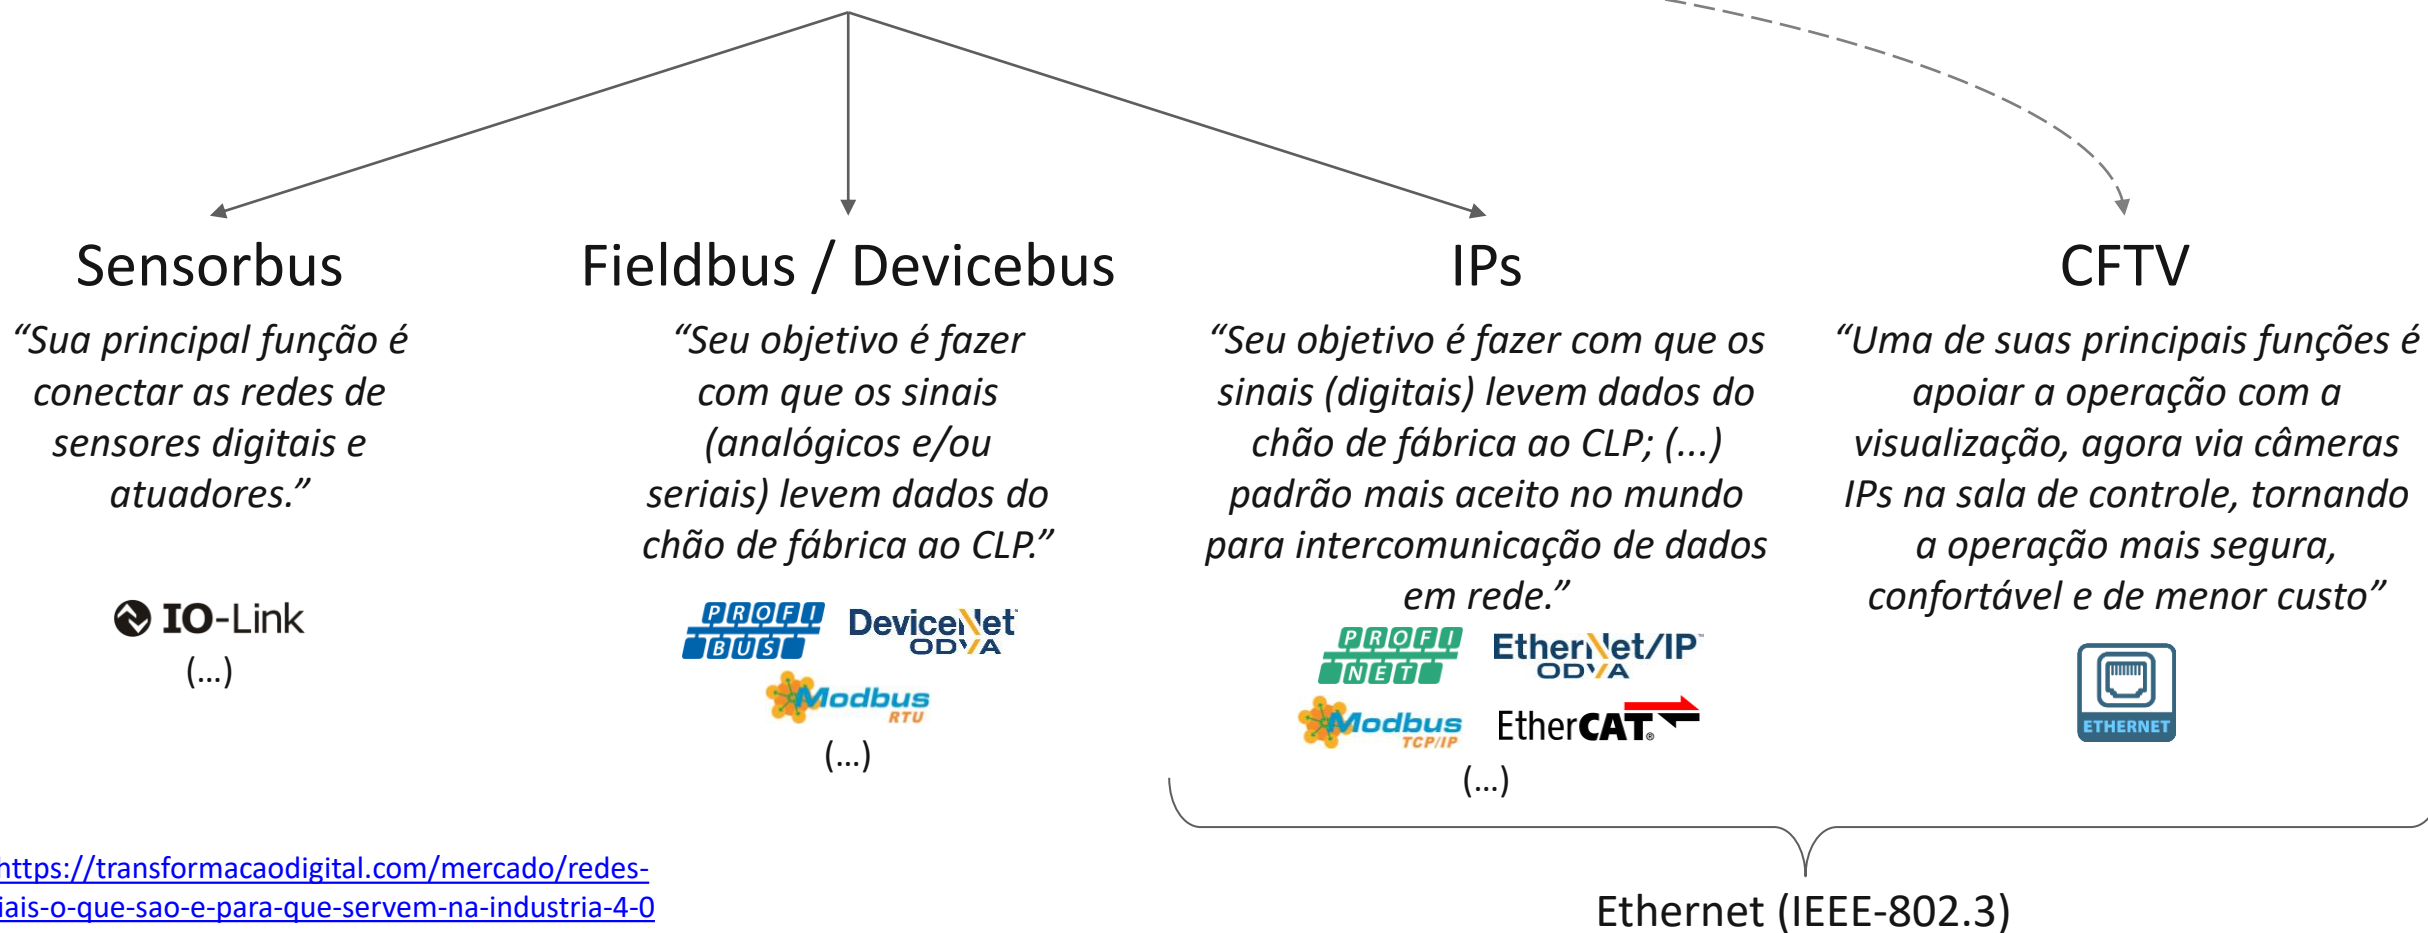 Sensorbus
“Sua principal função é
conectar as redes de
sensores digitais e
atuadores.”
IO-Link
(...)
Fieldbus / Devicebus
“Seu objetivo é fazer
com que os sinais
(analógicos e/ou
seriais) levem dados do
chão de fábrica ao CLP.”
PROFI
BUS
DeviceNet™
ODVA
Modbus
RTU
(...)
IPs
“Seu objetivo é fazer com que os
sinais (digitais) levem dados do
chão de fábrica ao CLP; (...)
padrão mais aceito no mundo
para intercomunicação de dados
em rede.”
PROFI
NET
EtherNet/IP™
ODVA
Modbus
TCP/IP
EtherCAT®
(...)
CFTV
“Uma de suas principais funções é
apoiar a operação com a
visualização, agora via câmeras
IPs na sala de controle, tornando
a operação mais segura,
confortável e de menor custo”
ETHERNET
Ethernet (IEEE-802.3)
https://transformacaodigital.com/mercado/redes-
iais-o-que-sao-e-para-que-servem-na-industria-4-0